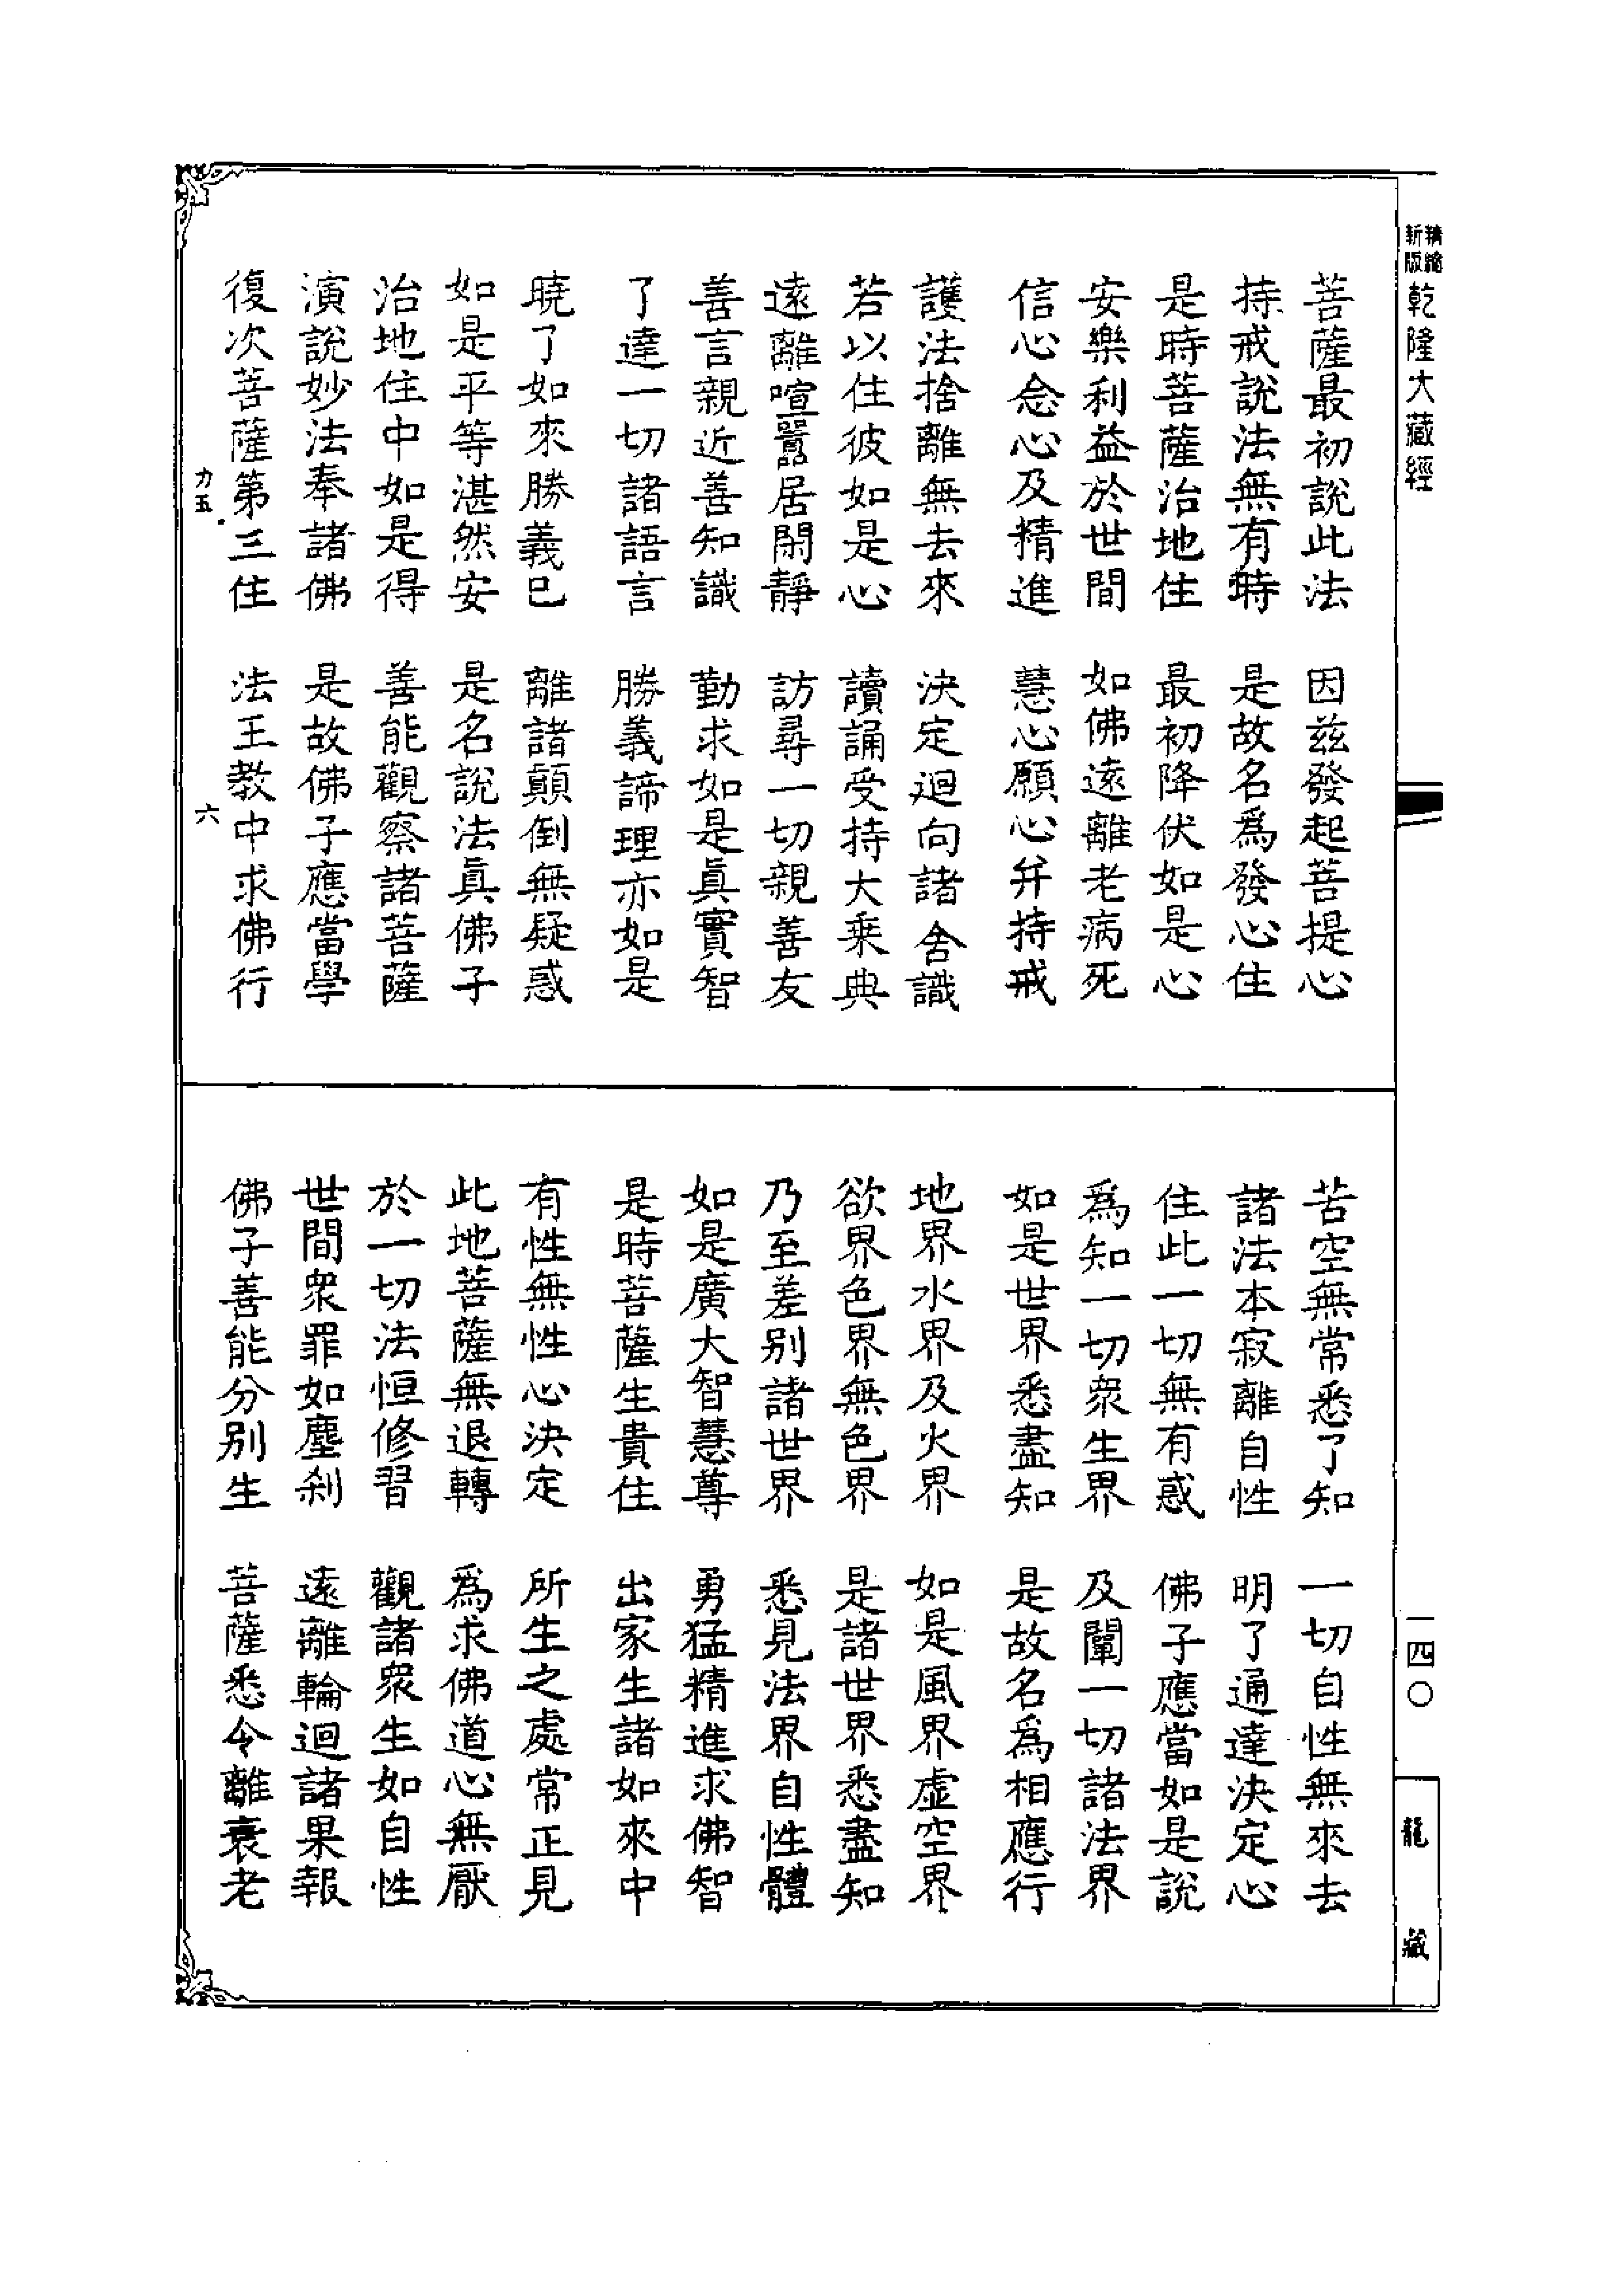 精縮新版乾隆大藏經
菩薩最初說此法　因茲發起菩提心
持戒說法無有時　是故名爲發心住
是時菩薩治地住　最初降伏如是心
安樂利益於世間　如佛遠離老病死
信心念心及精進　慧心願心并持戒
護法捨離無去來　決定迴向諸含識
若以住彼如是心　讀誦受持大乘典
遠離喧囂居閑靜　訪尋一切親善友
善言親近善知識　勤求如是眞實智
了達一切諸語言　勝義諦理亦如是
曉了如來勝義已　離諸顛倒無疑惑
如是平等湛然安　是名說法眞佛子
治地住中如是得　善能觀察諸菩薩
演說妙法奉諸佛　是故佛子應當學
復次菩薩第三住　法王教中求佛行
力五　六
苦空無常悉了知　一切自性無來去
諸法本寂離自性　明了通達決定心
住此一切無有惑　佛子應當如是說
爲知一切衆生界　及闡一切諸法界
如是世界悉盡知　是故名爲相應行
地界水界及火界　如是風界虛空界
欲界色界無色界　是諸世界悉盡知
乃至差别諸世界　悉見法界自性體
如是廣大智慧尊　勇猛精進求佛智
是時菩薩生貴住　出家生諸如來中
有性無性心決定　所生之處常正見
此地菩薩無退轉　爲求佛道心無厭
於一切法恒修習　觀諸衆生如自性
世間衆罪如塵刹　遠離輪迴諸果報
佛子善能分别生　菩薩悉令離衰老
一四〇
龍藏